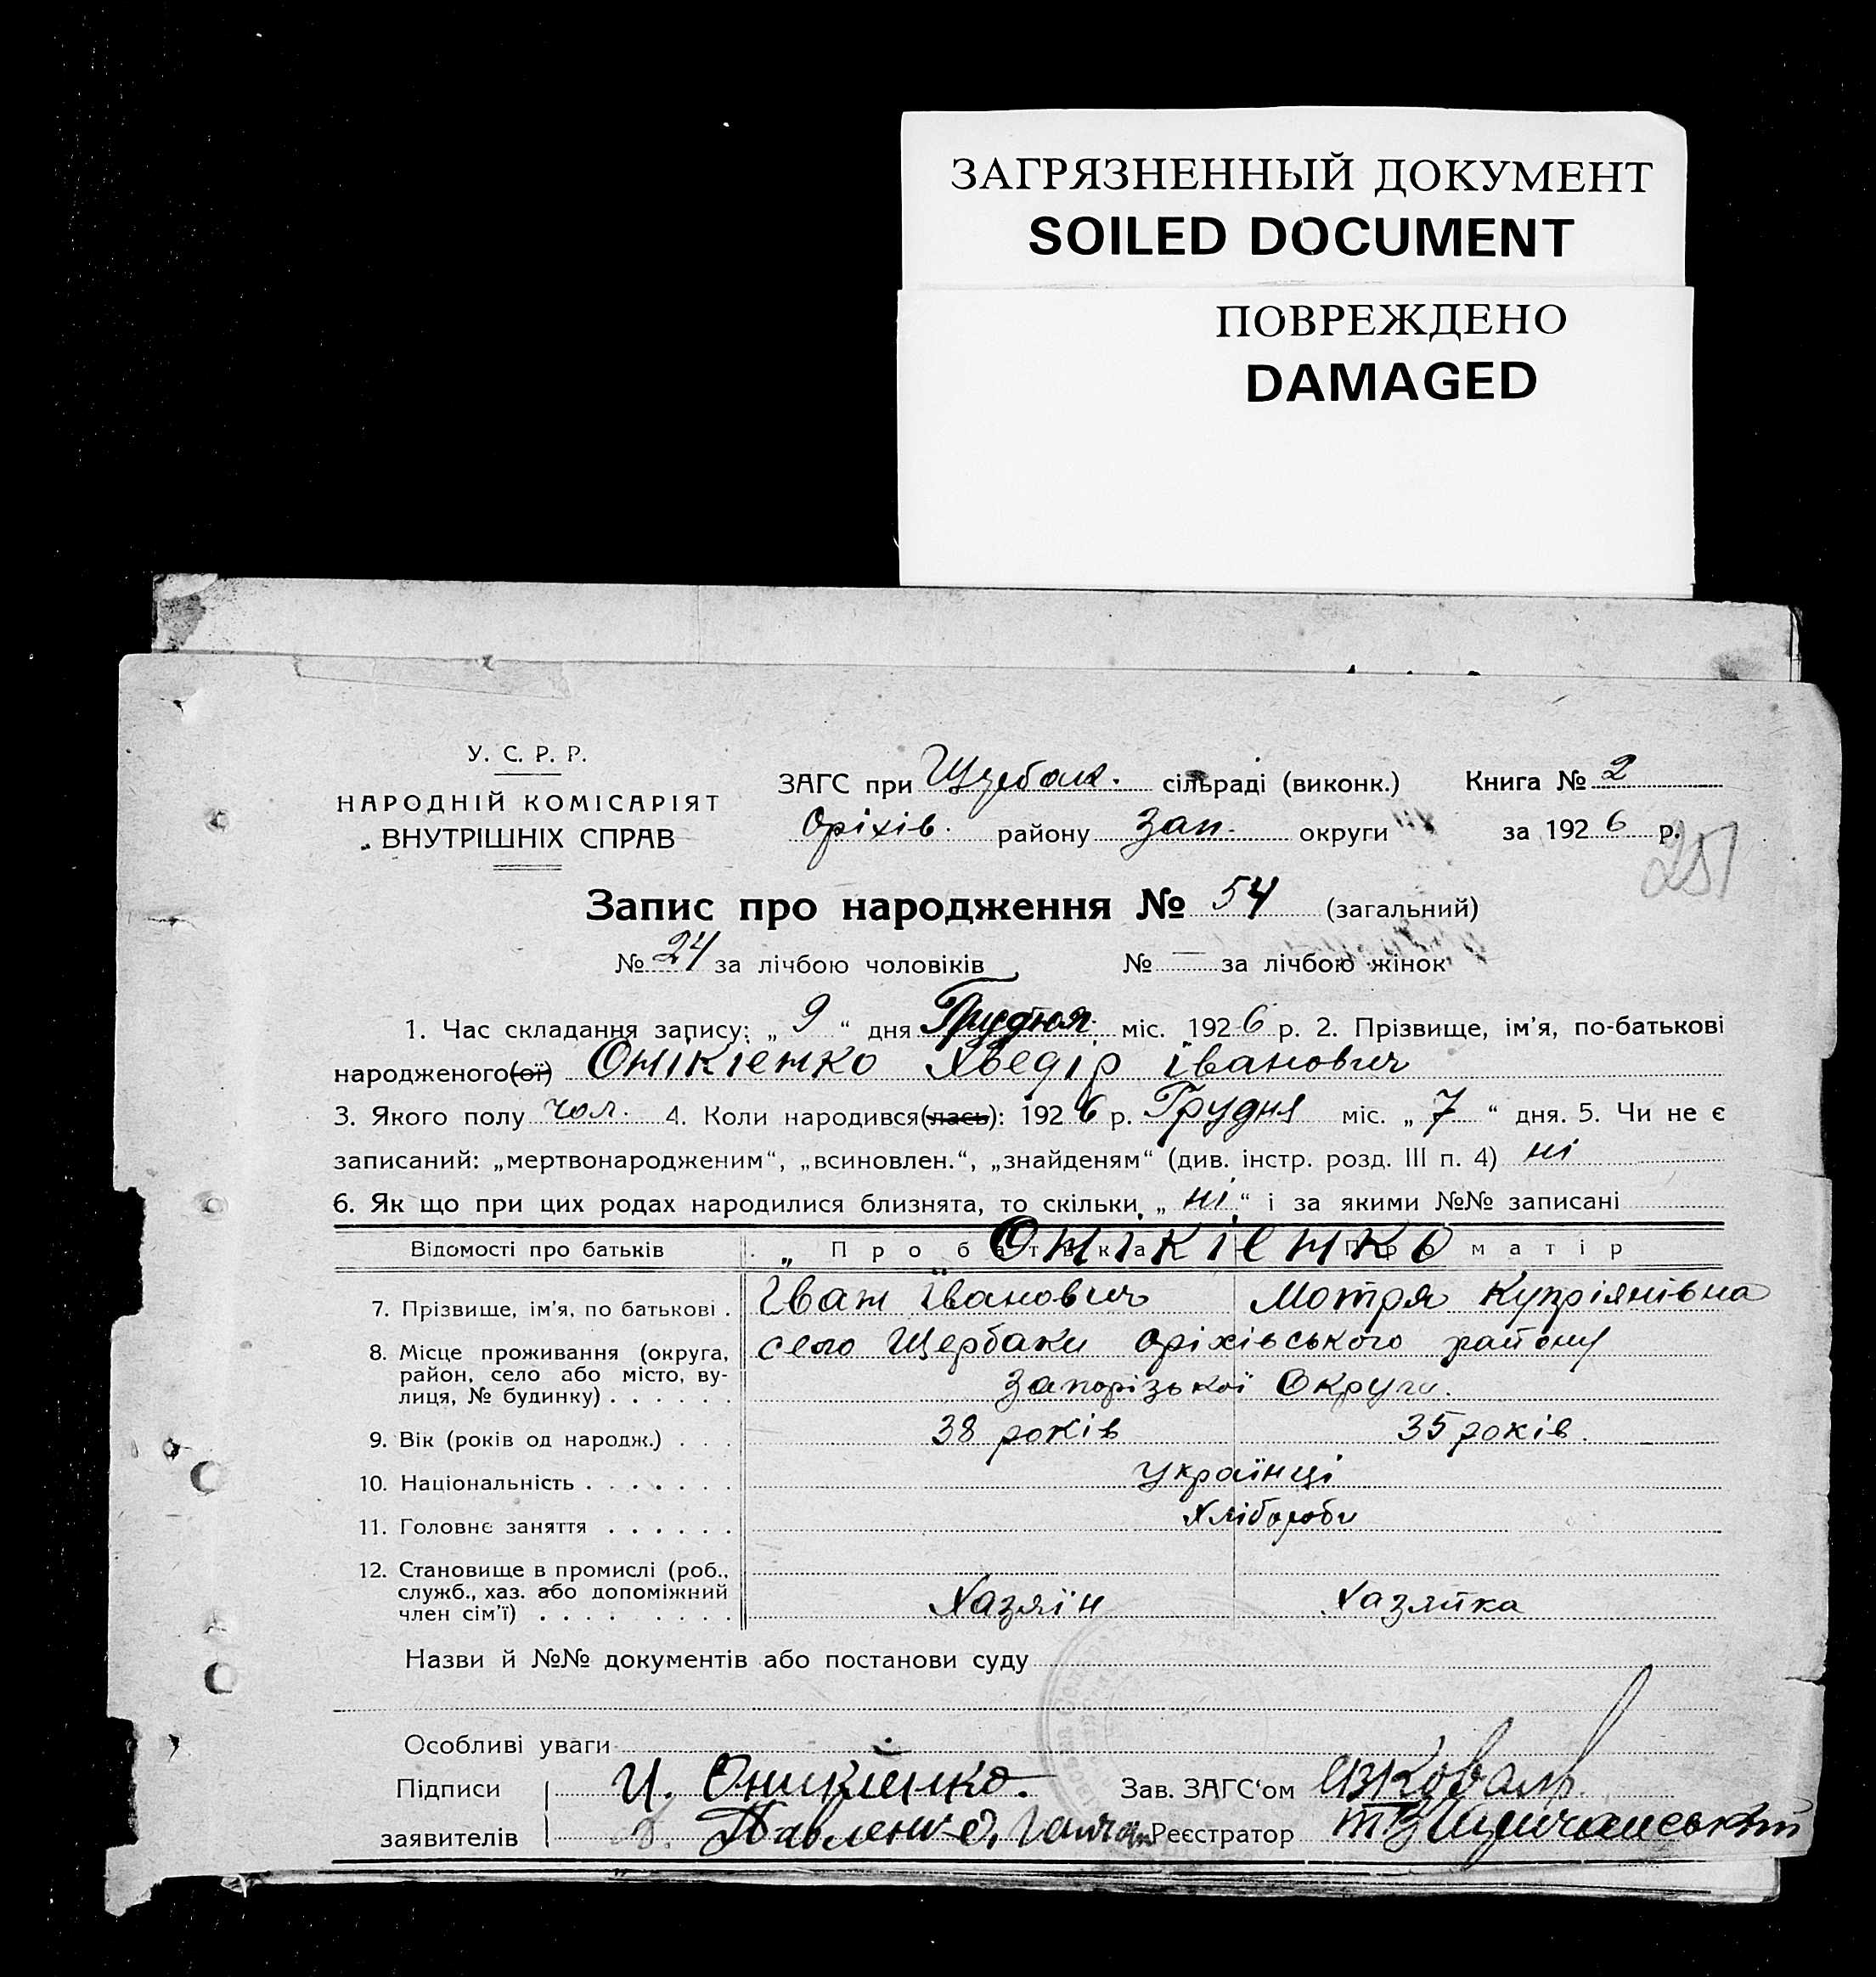 ЗАГРЯЗНЕННЫЙ ДОКУМЕНТ
SOILED DOCUMENT
ПОВРЕЖДЕНО
DAMAGED
У. С. Р. Р.
НАРОДНІЙ КОМІСАРІЯТ
ВНУТРІШНІХ СПРАВ
ЗАГС при Щербак. сільраді (виконк.) Книга № 2
Оріхів. району Зап. округи за 1926 р.
251
Запис про народження № 54 (загальний)
№ 24 за лічбою чоловіків № — за лічбою жінок
1. Час складання запису: „ 9 “ дня Грудня міс. 1926 р. 2. Прізвище, ім'я, по-батькові
народженого(ої) Онікієнко Хведір Іванович
3. Якого полу чол. 4. Коли народився(лась): 1926 р. Грудня міс. „ 7 “ дня. 5. Чи не є
записаний: „мертвонародженим“, „всиновлен.“, „знайденям“ (див. інстр. розд. III п. 4) ні
6. Як що при цих родах народилися близнята, то скільки „ ні “ і за якими №№ записані
Відомості про батьків Про батька Про матір
Онікієнко
7. Прізвище, ім'я, по батькові . Іван Іванович Мотря Купріянівна
8. Місце проживання (округа, село Щербаки Оріхівського району
район, село або місто, ву-
лиця, № будинку) . . . . . . Запорізької Округи.
9. Вік (років од народж.) . . . 38 років 35 років.
10. Національність . . . . . . . Українці
11. Головнє заняття . . . . . . Хлібороби
12. Становище в промислі (роб.,
служб., хаз. або допоміжний
член сім'ї) . . . . . . . . . Хазяїн Хазяйка
Назви й №№ документів або постанови суду
Особливі уваги
Підписи И. Оникіенко. Зав. ЗАГС'ом Коваль
заявителів Павленко Реєстратор